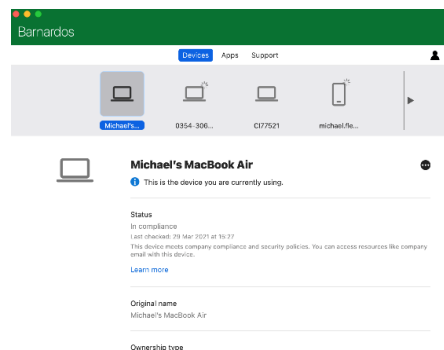 Barnardos
Devices Apps Support
Michael's... 0354-306... CI77521 michael.fle...
Michael's MacBook Air
This is the device you are currently using.
Status
In compliance
Last checked: 29 Mar 2021 at 15:27
This device meets company compliance and security policies. You can access resources like company
email with this device.
Learn more
Original name
Michael's MacBook Air
Ownership type